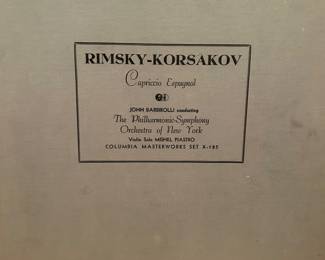 RIMSKY-KORSAKOV
Capriccio Espagnol
JOHN BARBIROLLI conducting
The Philharmonic-Symphony
Orchestra of New York
Violin Solo MISHEL PIASTRO
COLUMBIA MASTERWORKS SET X-185